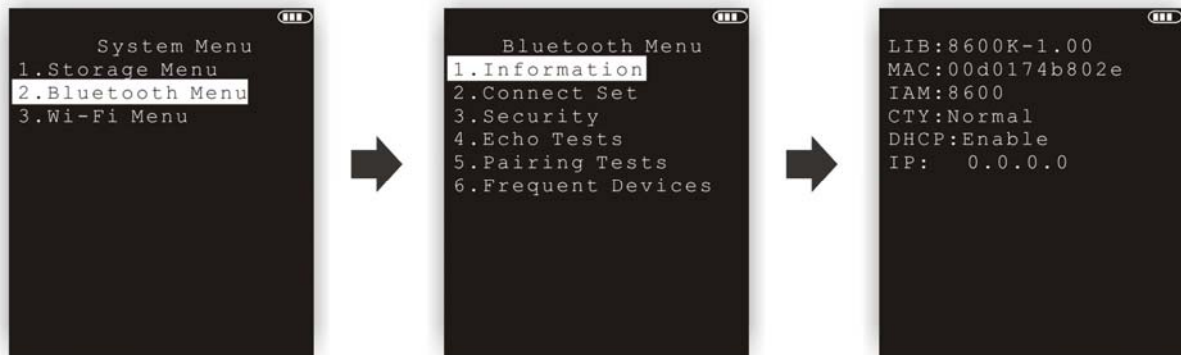 System Menu
1.Storage Menu
2.Bluetooth Menu
3.Wi-Fi Menu
Bluetooth Menu
1.Information
2.Connect Set
3.Security
4.Echo Tests
5.Pairing Tests
6.Frequent Devices
LIB:8600K-1.00
MAC:00d0174b802e
IAM:8600
CTY:Normal
DHCP:Enable
IP: 0.0.0.0